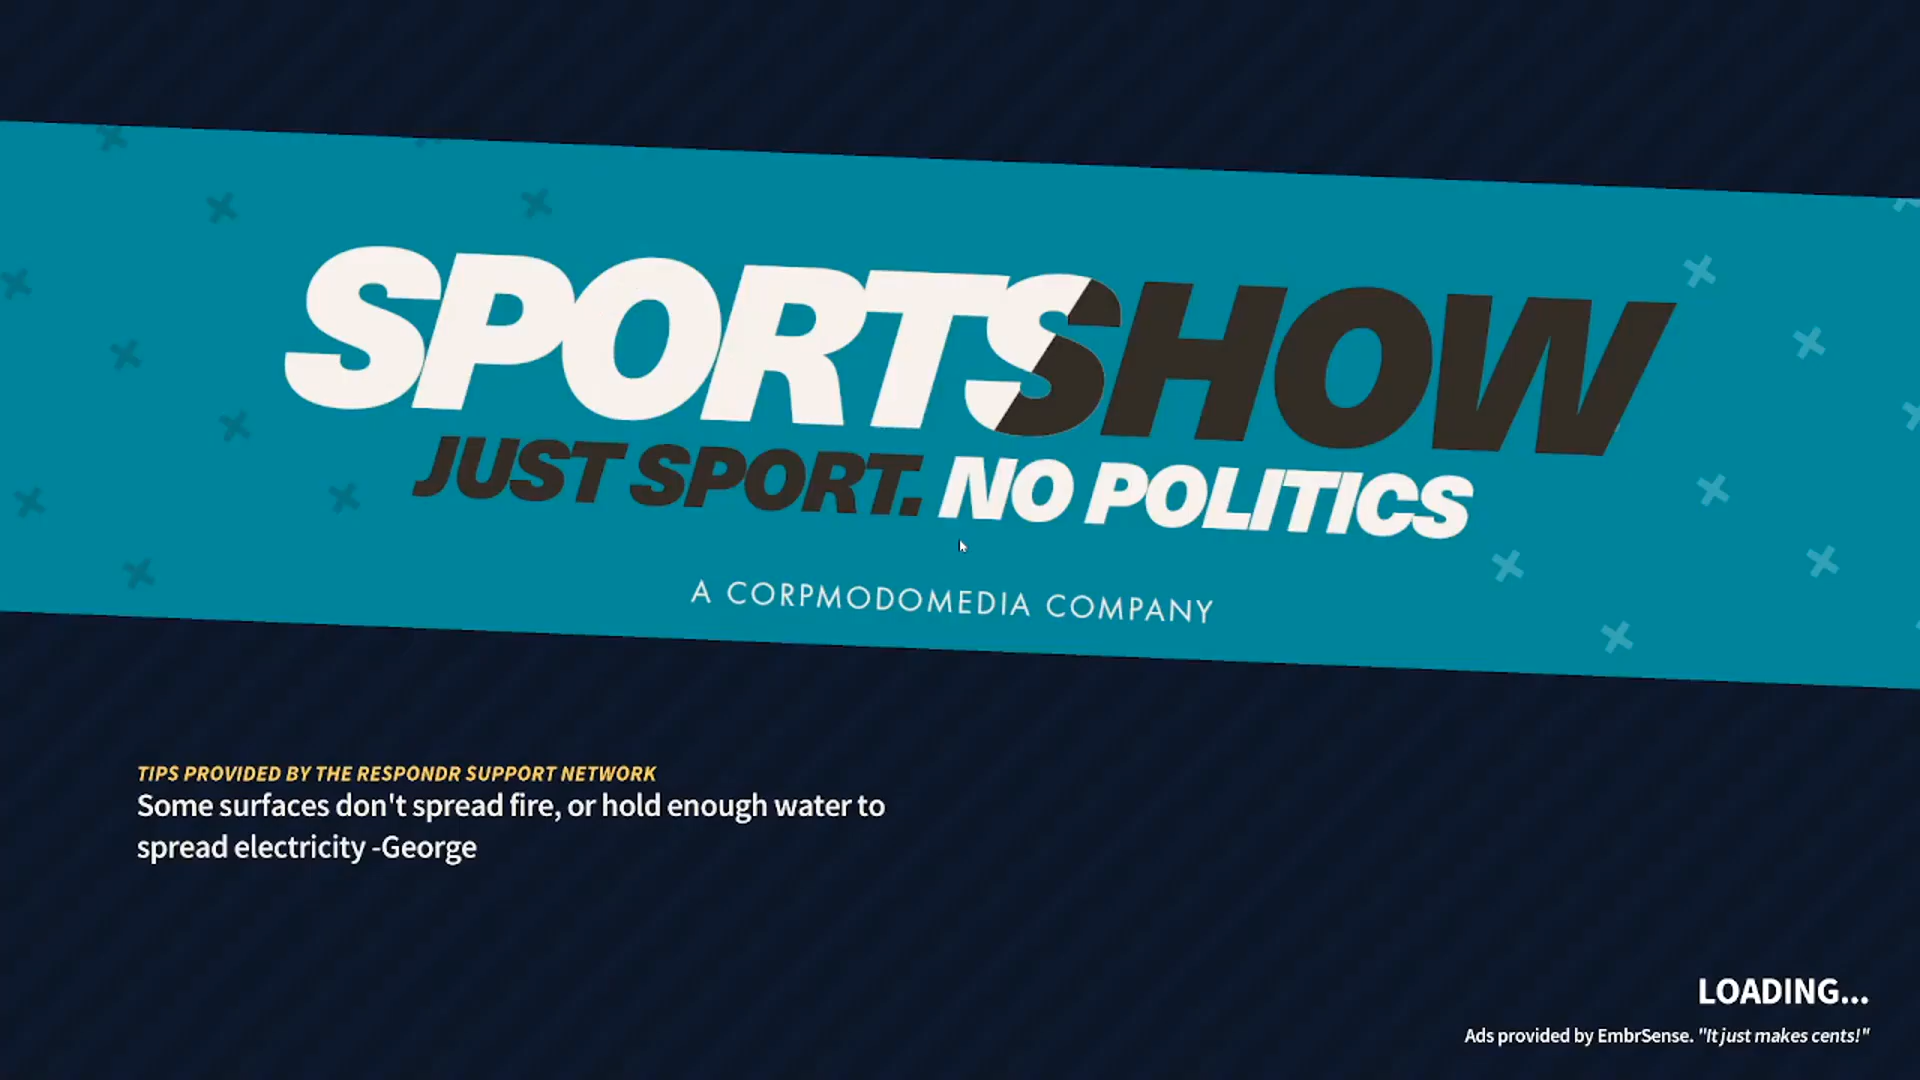 SPORTSHOW
JUST SPORT. NO POLITICS
A CORPMODOMEDIA COMPANY
TIPS PROVIDED BY THE RESPONDR SUPPORT NETWORK
Some surfaces don't spread fire, or hold enough water to
spread electricity -George
LOADING...
Ads provided by EmbrSense. "It just makes cents!"